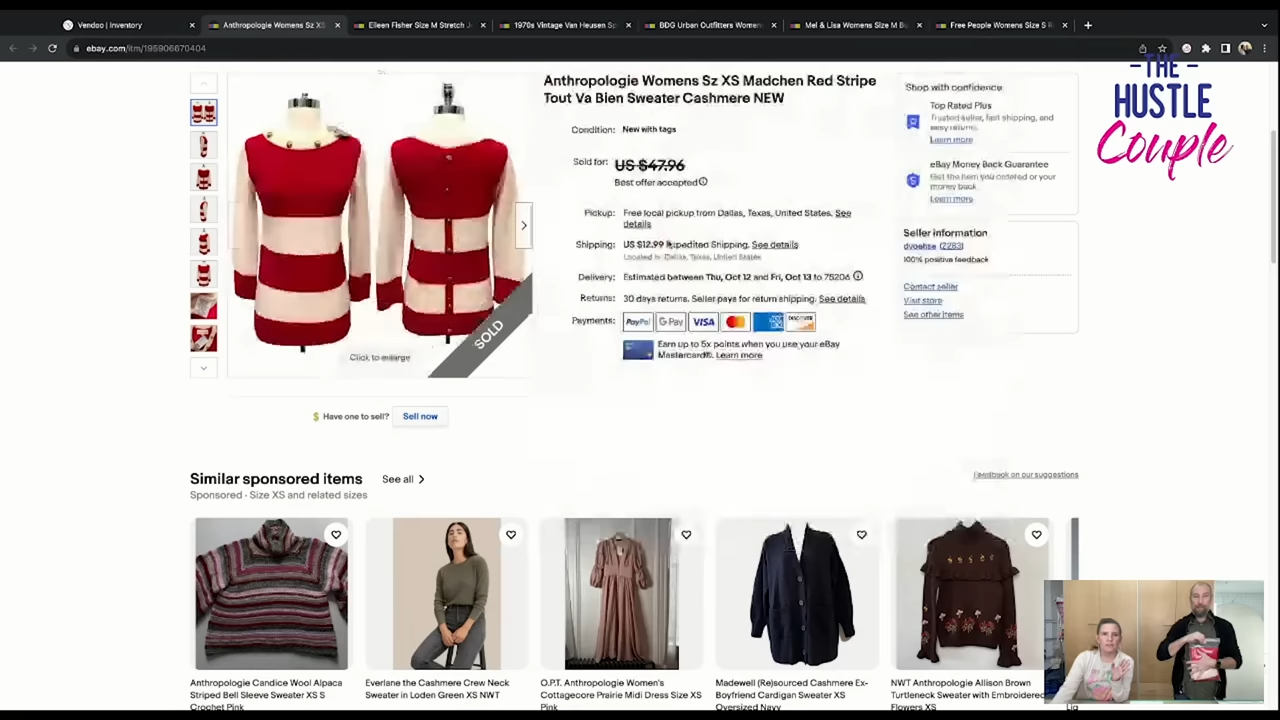 Vendoo | Inventory
Anthropologie Womens Sz XS
Eileen Fisher Size M Stretch J
1970s Vintage Van Heusen Sp
BDG Urban Outfitters Women
Mel & Lisa Womens Size M B
Free People Womens Size S R
ebay.com/itm/195906670404
THE
HUSTLE
Couple
Anthropologie Womens Sz XS Madchen Red Stripe
Tout Va Bien Sweater Cashmere NEW
Condition: New with tags
Sold for: US $47.96
Best offer accepted
Pickup: Free local pickup from Dallas, Texas, United States. See
details
Shipping: US $12.99 Expedited Shipping. See details
Located in: Dallas, Texas, United States
Delivery: Estimated between Thu, Oct 12 and Fri, Oct 13 to 75206
Returns: 30 days returns. Seller pays for return shipping. See details
Payments: PayPal G Pay VISA
DISCOVER
Earn up to 5x points when you use your eBay
Mastercard®. Learn more
Shop with confidence
Top Rated Plus
Trusted seller, fast shipping, and
easy returns.
Learn more
eBay Money Back Guarantee
Get the item you ordered or your
money back.
Learn more
Seller information
dvoehse (2283)
100% positive feedback
Contact seller
Visit store
See other items
SOLD
Click to enlarge
Have one to sell? Sell now
Similar sponsored items See all
Feedback on our suggestions
Sponsored · Size XS and related sizes
Anthropologie Candice Wool Alpaca
Striped Bell Sleeve Sweater XS S
Crochet Pink
Everlane the Cashmere Crew Neck
Sweater in Loden Green XS NWT
O.P.T. Anthropologie Women's
Cottagecore Prairie Midi Dress Size XS
Pink
Madewell (Re)sourced Cashmere Ex-
Boyfriend Cardigan Sweater XS
Oversized Navy
NWT Anthropologie Allison Brown
Turtleneck Sweater with Embroidered
Flowers XS